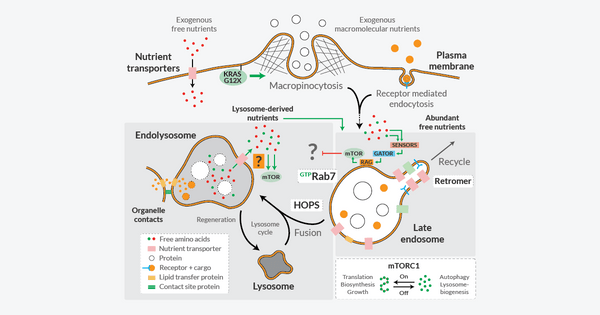 Exogenous
free nutrients
Exogenous
macromolecular nutrients
Nutrient
transporters
KRAS
G12X
Plasma
membrane
Macropinocytosis
Receptor mediated
endocytosis
Lysosome-derived
nutrients
Abundant
free nutrients
Endolysosome
SENSORS
?
mTOR
GATOR
RAG
Recycle
?
mTOR
GTP Rab7
Retromer
Organelle
contacts
HOPS
Regeneration
Lysosome
cycle
Fusion
Late
endosome
Free amino acids
Nutrient transporter
Protein
Receptor + cargo
Lipid transfer protein
Contact site protein
Lysosome
mTORC1
Translation
Biosynthesis
Growth
On
Off
Autophagy
Lysosome-
biogenesis